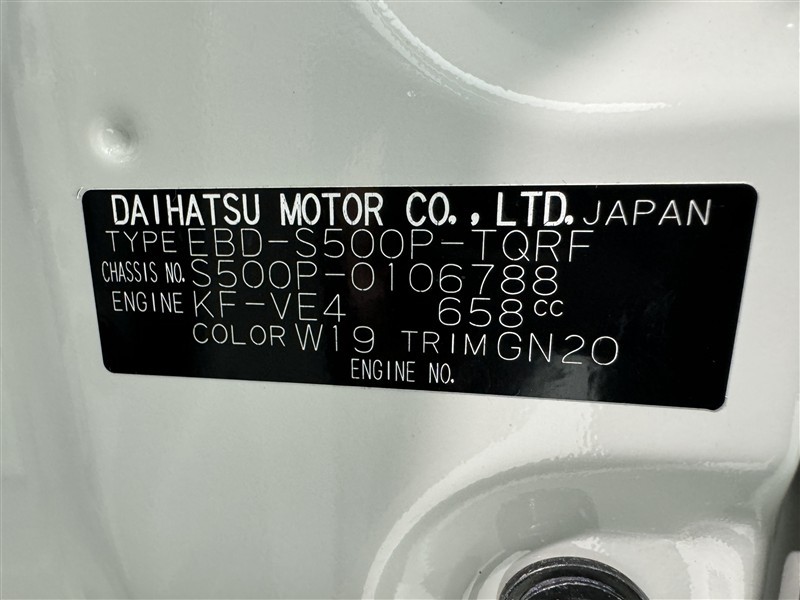 DAIHATSU MOTOR CO., LTD. JAPAN
TYPE EBD-S500P-TQRF
CHASSIS NO. S500P-0106788
ENGINE KF-VE4 658cc
COLOR W19 TRIM GN20
ENGINE NO.